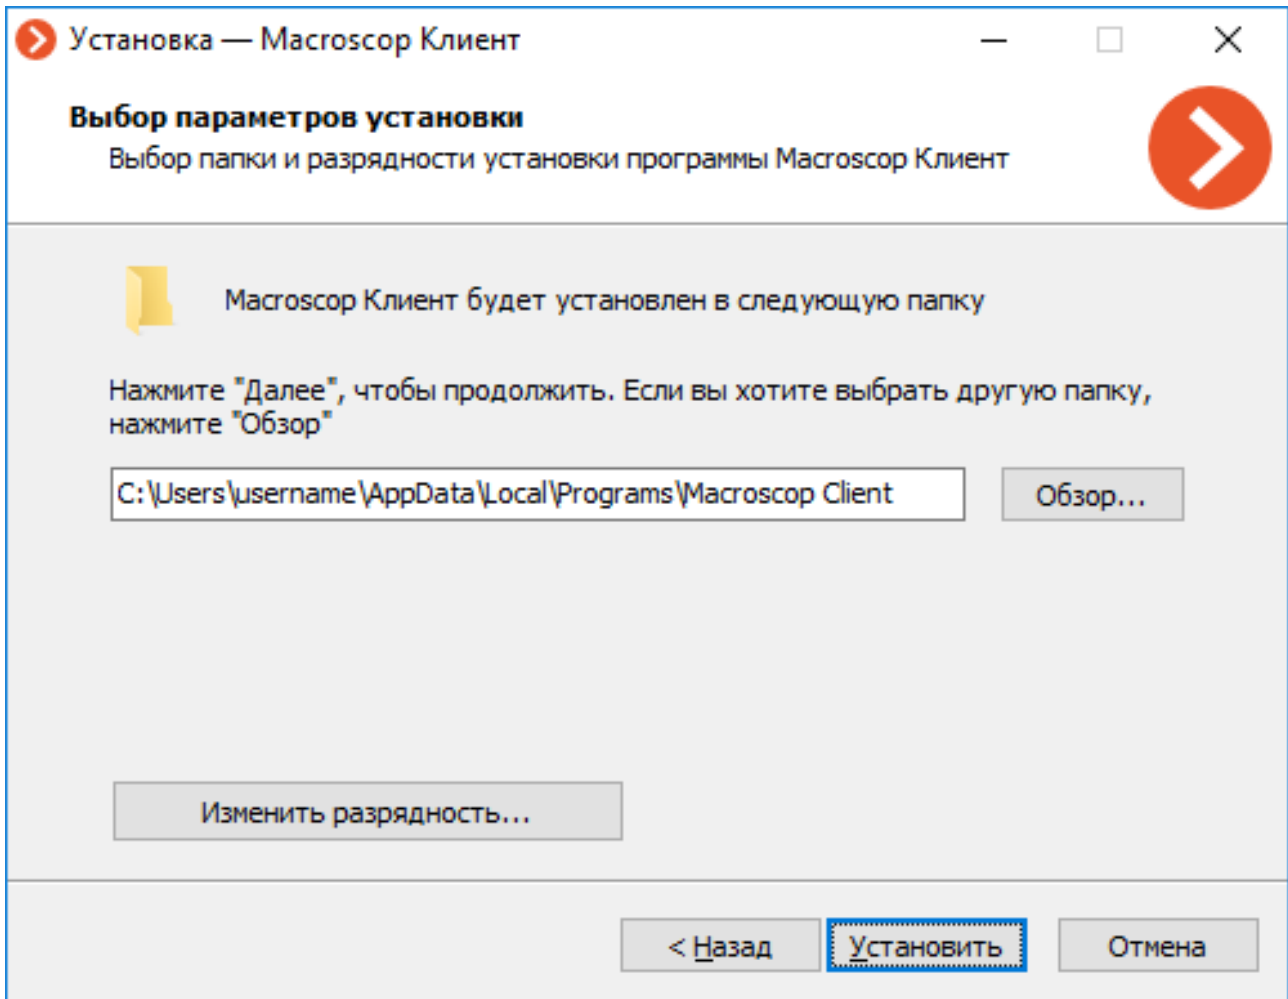 Установка — Macroscop Клиент
Выбор параметров установки
Выбор папки и разрядности установки программы Macroscop Клиент
Macroscop Клиент будет установлен в следующую папку
Нажмите "Далее", чтобы продолжить. Если вы хотите выбрать другую папку,
нажмите "Обзор"
C:\Users\username\AppData\Local\Programs\Macroscop Client
Обзор...
Изменить разрядность...
< Назад
Установить
Отмена